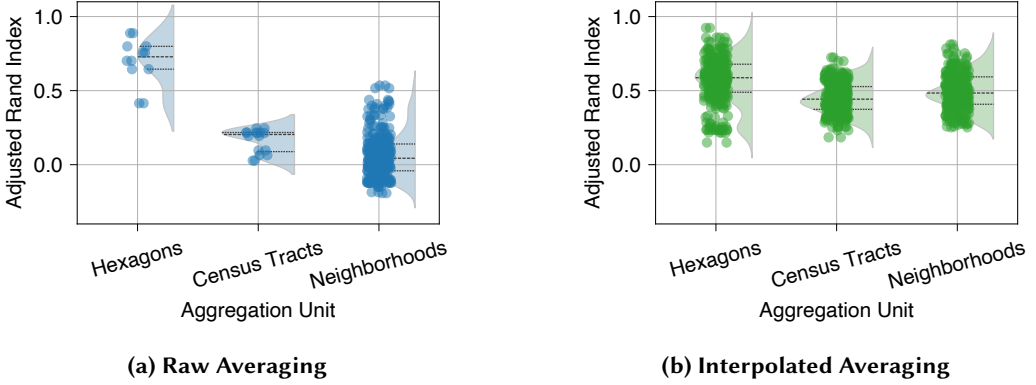 1.0
0.5
0.0
Adjusted Rand Index
Hexagons
Census Tracts
Neighborhoods
Aggregation Unit
(a) Raw Averaging
1.0
0.5
0.0
Adjusted Rand Index
Hexagons
Census Tracts
Neighborhoods
Aggregation Unit
(b) Interpolated Averaging